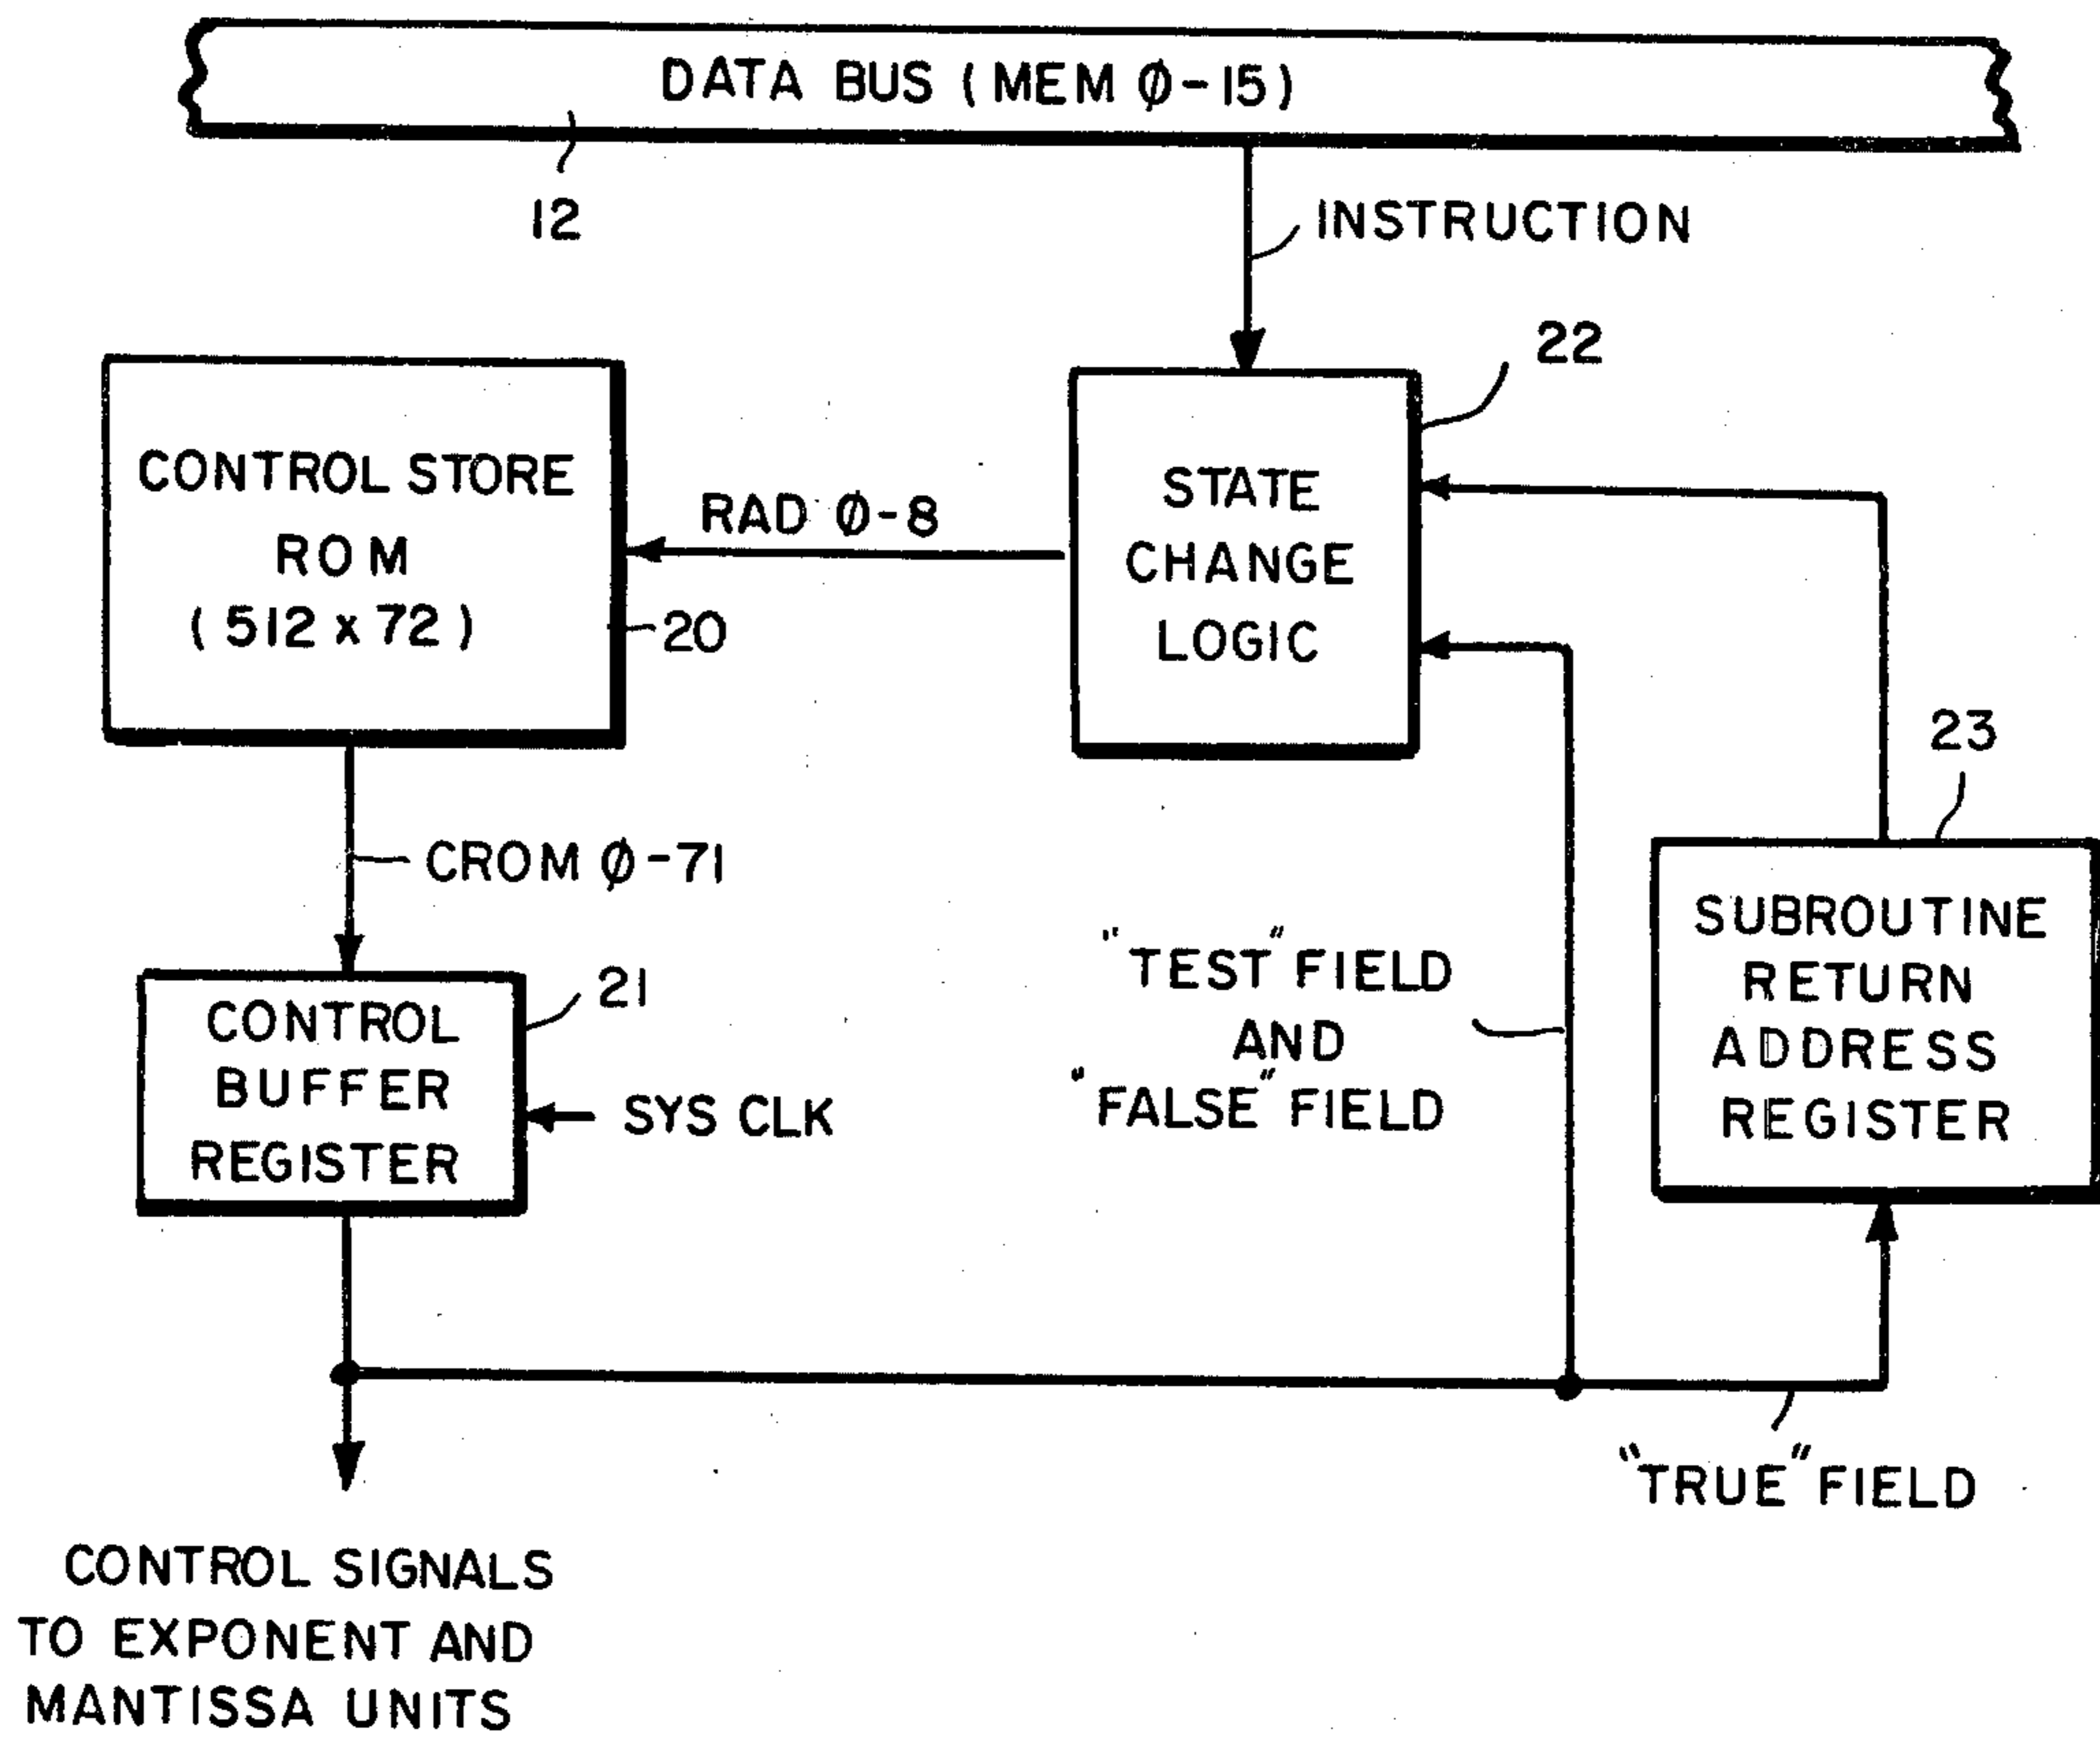 DATA BUS (MEM Ø-15)
12
INSTRUCTION
22
CONTROL STORE
ROM
(512 x 72)
20
RAD Ø-8
STATE
CHANGE
LOGIC
23
CROM Ø-71
21
CONTROL
BUFFER
REGISTER
SYS CLK
"TEST" FIELD
AND
"FALSE" FIELD
SUBROUTINE
RETURN
ADDRESS
REGISTER
"TRUE" FIELD
CONTROL SIGNALS
TO EXPONENT AND
MANTISSA UNITS